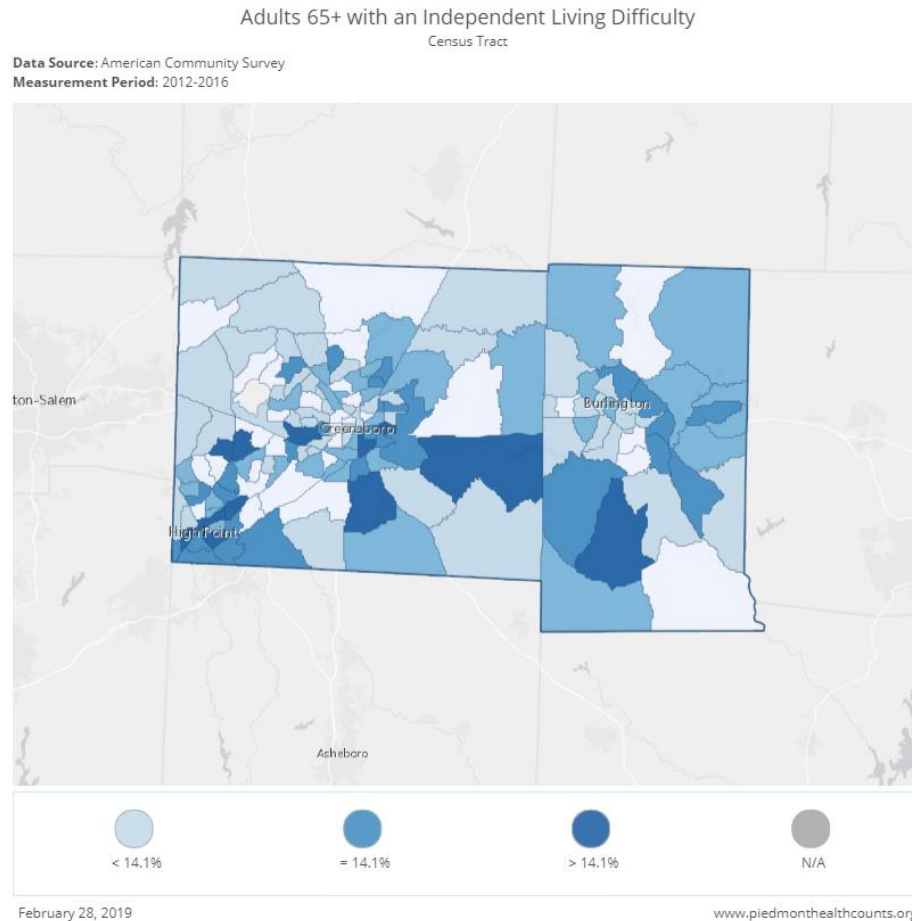 Adults 65+ with an Independent Living Difficulty
Census Tract
Data Source: American Community Survey
Measurement Period: 2012-2016
ton-Salem
Burlington
Greensboro
High Point
Asheboro
< 14.1%
= 14.1%
> 14.1%
N/A
February 28, 2019
www.piedmonthealthcounts.org